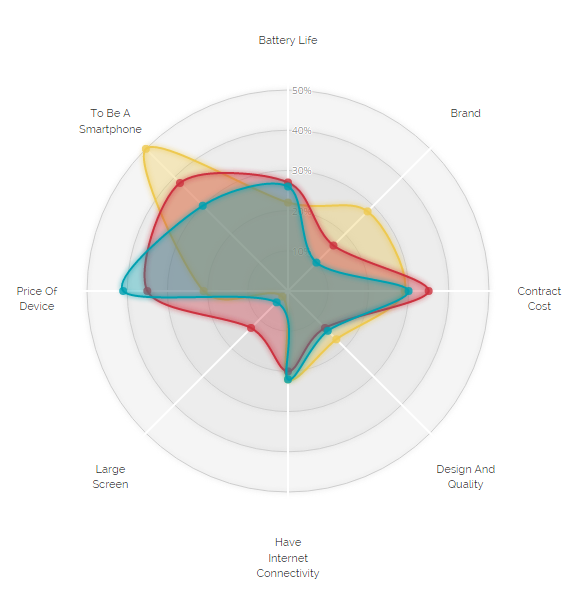 Battery Life
50%
To Be A
Smartphone
Brand
40%
30%
Price Of
Device
Contract
Cost
Large
Screen
Design And
Quality
Have
Internet
Connectivity